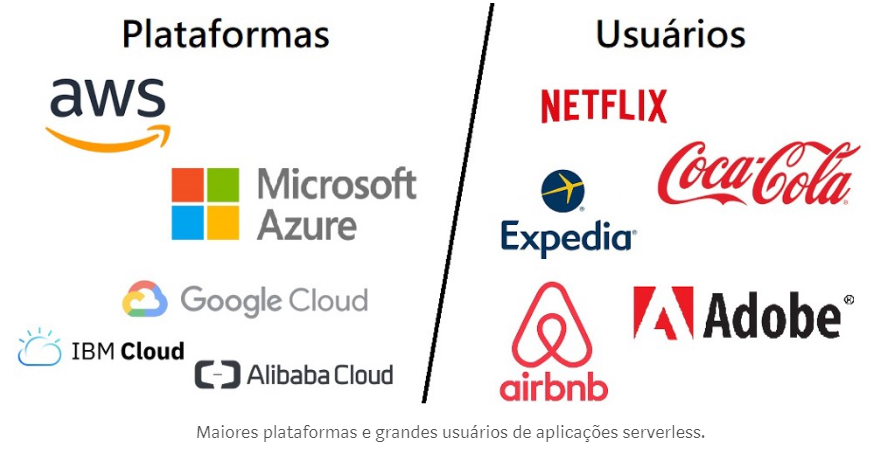 Plataformas
aws
Microsoft
Azure
Google Cloud
IBM Cloud
Alibaba Cloud
Usuários
NETFLIX
Coca-Cola
Expedia®
airbnb
Adobe®
Maiores plataformas e grandes usuários de aplicações serverless.